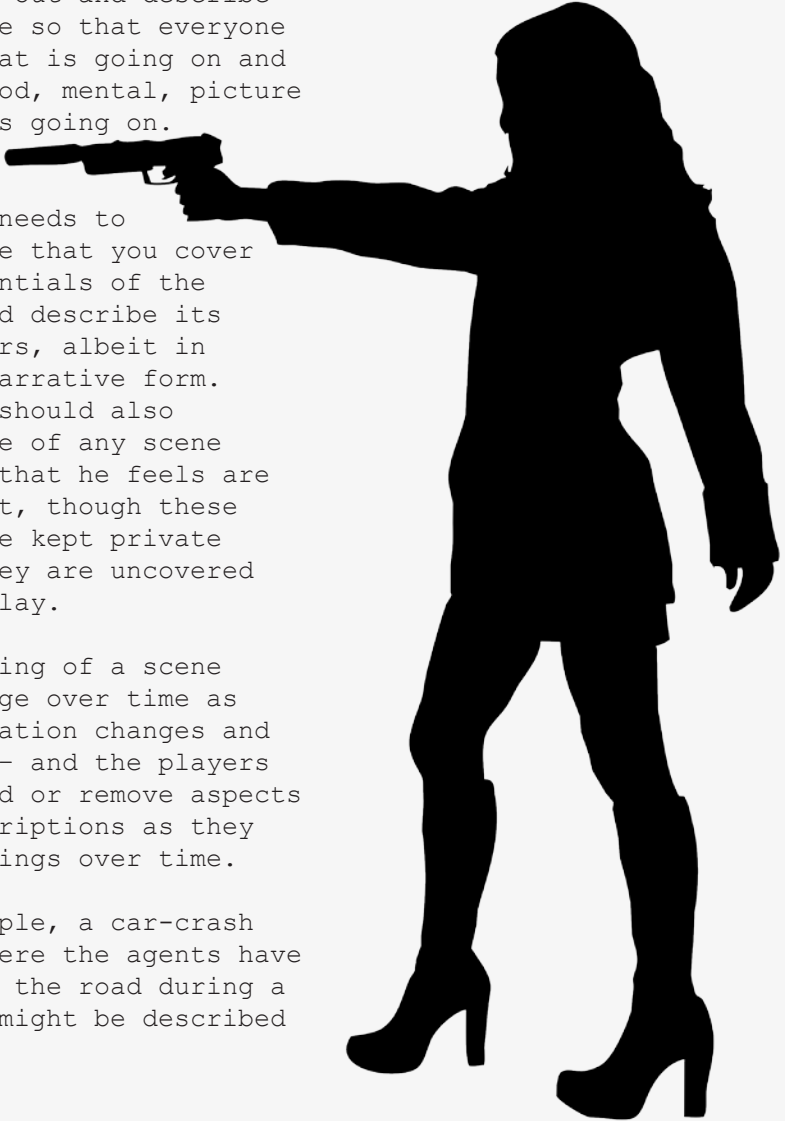 out and describe
e so that everyone
at is going on and
od, mental, picture
s going on.
needs to
e that you cover
ntials of the
d describe its
rs, albeit in
arrative form.
should also
e of any scene
that he feels are
t, though these
e kept private
ey are uncovered
lay.
ing of a scene
ge over time as
ation changes and
– and the players
d or remove aspects
riptions as they
ings over time.
ple, a car-crash
ere the agents have
the road during a
might be described